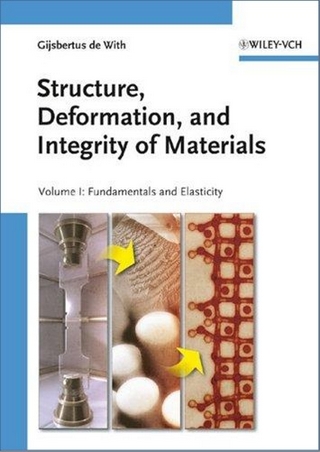 Gijsbertus de With
WILEY-VCH
Structure,
Deformation, and
Integrity of Materials
Volume I: Fundamentals and Elasticity